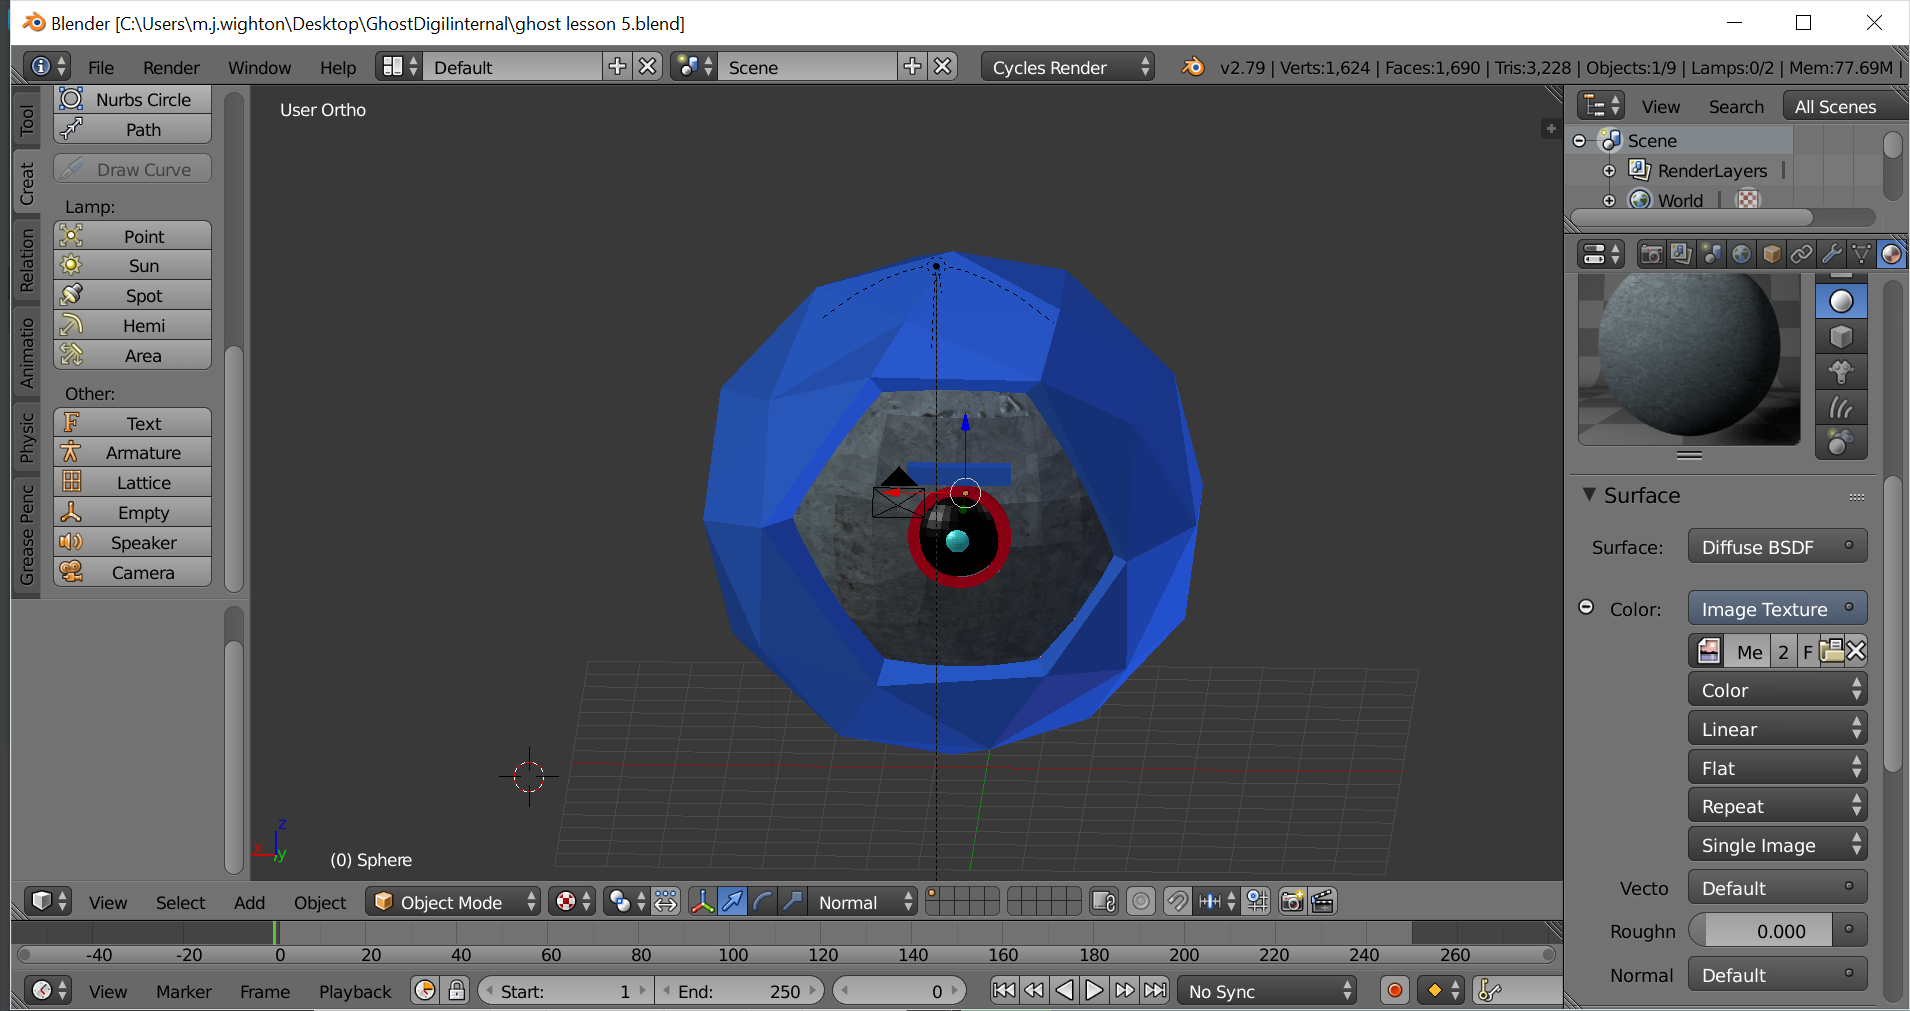 Blender [C:\Users\m.j.wighton\Desktop\GhostDigiIinternal\ghost lesson 5.blend]
File Render Window Help Default Scene Cycles Render v2.79 | Verts:1,624 | Faces:1,690 | Tris:3,228 | Objects:1/9 | Lamps:0/2 | Mem:77.69M |
Tool
Creat
Relation
Animatio
Physic
Grease Penc
Nurbs Circle
Path
Draw Curve
Lamp:
Point
Sun
Spot
Hemi
Area
Other:
Text
Armature
Lattice
Empty
Speaker
Camera
User Ortho
z
x
y
(0) Sphere
View Search All Scenes
Scene
RenderLayers
World
Surface
Surface: Diffuse BSDF
Color: Image Texture
Me 2 F
Color
Linear
Flat
Repeat
Single Image
Vecto Default
Roughn 0.000
Normal Default
View Select Add Object Object Mode Normal
-40 -20 0 20 40 60 80 100 120 140 160 180 200 220 240 260
View Marker Frame Playback Start: 1 End: 250 0 No Sync